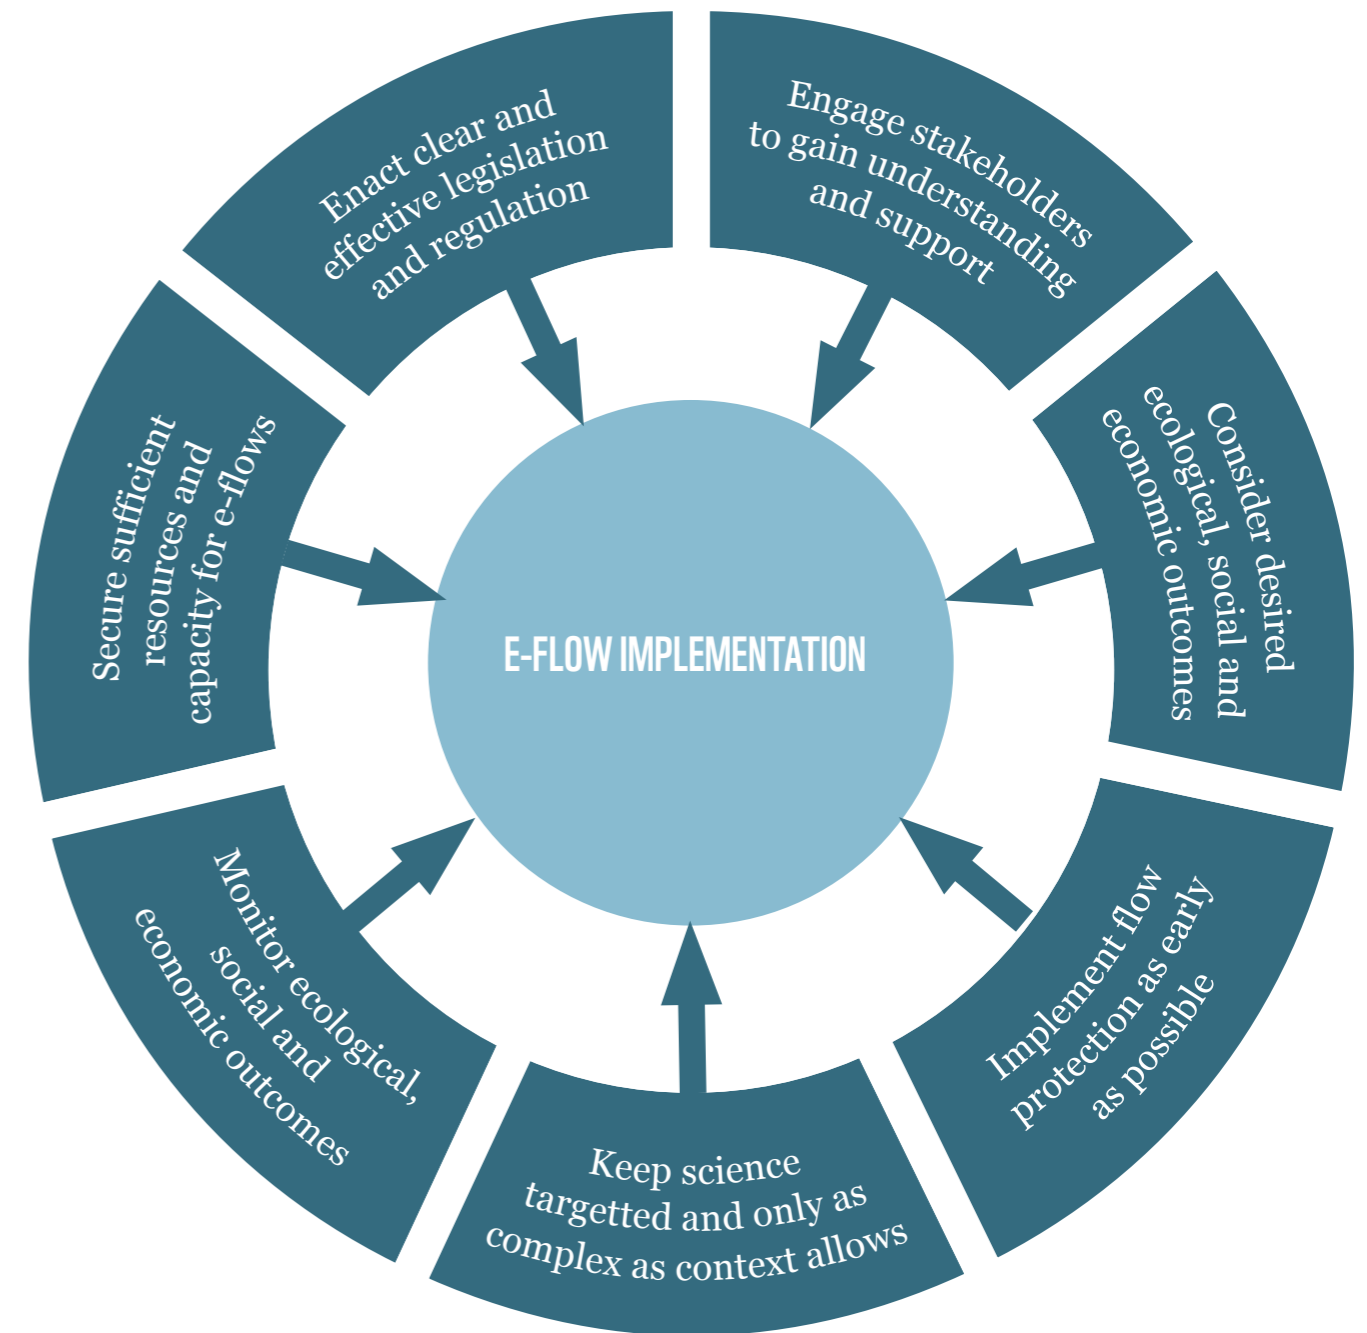 Enact clear and
effective legislation
and regulation
Engage stakeholders
to gain understanding
and support
Consider desired
ecological, social and
economic outcomes
Implement flow
protection as early
as possible
Keep science
targetted and only as
complex as context allows
Monitor ecological,
social and
economic outcomes
Secure sufficient
resources and
capacity for e-flows
E-FLOW IMPLEMENTATION